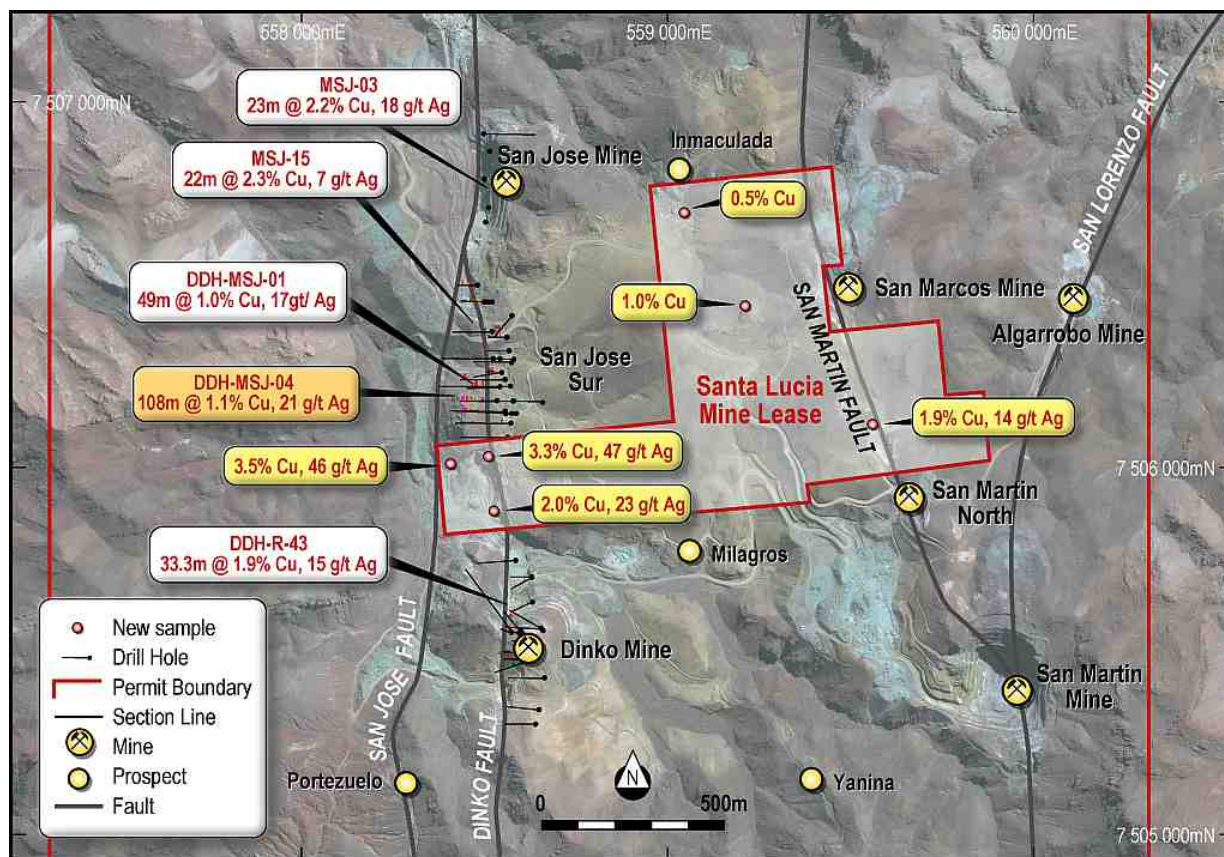 558 000mE
559 000mE
560 000mE
7 507 000mN
MSJ-03
23m @ 2.2% Cu, 18 g/t Ag
MSJ-15
22m @ 2.3% Cu, 7 g/t Ag
San Jose Mine
Inmaculada
0.5% Cu
SAN LORENZO FAULT
DDH-MSJ-01
49m @ 1.0% Cu, 17gt/ Ag
1.0% Cu
SAN MARTIN FAULT
San Marcos Mine
Algarrobo Mine
San Jose
Sur
DDH-MSJ-04
108m @ 1.1% Cu, 21 g/t Ag
Santa Lucia
Mine Lease
1.9% Cu, 14 g/t Ag
3.5% Cu, 46 g/t Ag
3.3% Cu, 47 g/t Ag
7 506 000mN
2.0% Cu, 23 g/t Ag
San Martin
North
DDH-R-43
33.3m @ 1.9% Cu, 15 g/t Ag
Milagros
Dinko Mine
San Martin
Mine
SAN JOSE FAULT
DINKO FAULT
Portezuelo
Yanina
New sample
Drill Hole
Permit Boundary
Section Line
Mine
Prospect
Fault
N
0
500m
7 505 000mN